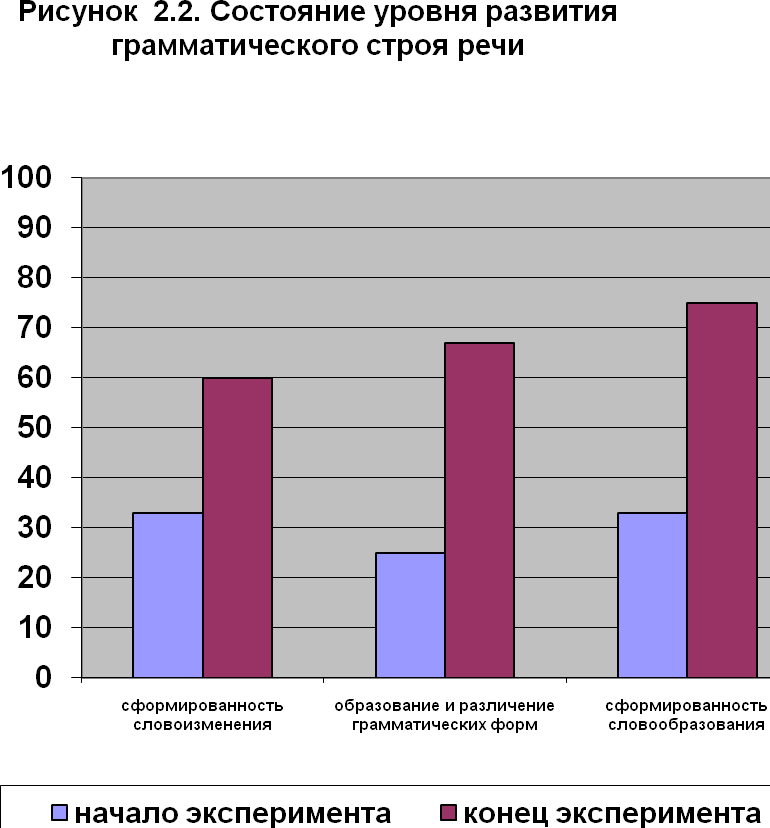 Рисунок 2.2. Состояние уровня развития
грамматического строя речи
100
90
80
70
60
50
40
30
20
10
0
сформированность
словоизменения
образование и различение
грамматических форм
сформированность
словообразования
начало эксперимента
конец эксперимента